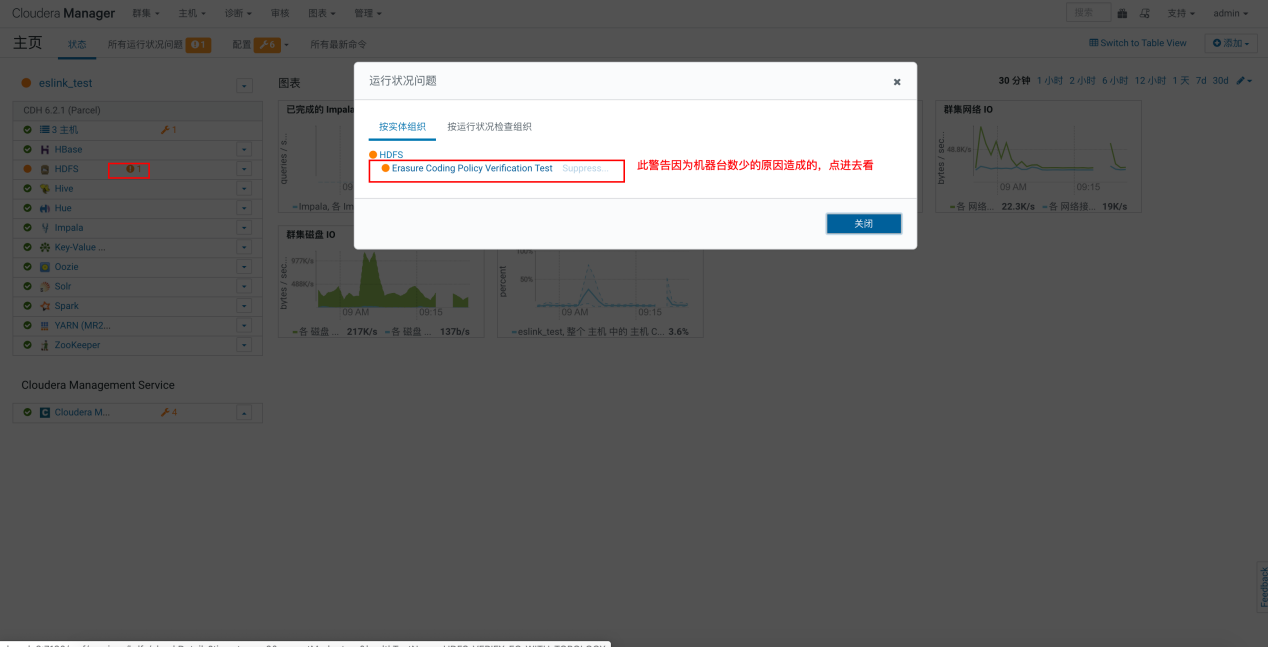 Cloudera Manager 群集 主机 诊断 审核 图表 管理 搜索 支持 admin
主页 状态 所有运行状况问题 1 配置 6 所有最新命令 Switch to Table View 添加
eslink_test
图表
30 分钟 1 小时 2 小时 6 小时 12 小时 1 天 7d 30d
CDH 6.2.1 (Parcel)
3 主机 1
HBase
HDFS 1
Hive
Hue
Impala
Key-Value ...
Oozie
Solr
Spark
YARN (MR2...
ZooKeeper
Cloudera Management Service
Cloudera M... 4
已完成的 Impala
queries / s...
09
Impala, 各 Im
群集磁盘 IO
bytes / sec...
977K/s
488K/s
09 AM 09:15
各 磁盘 ... 217K/s 各 磁盘 ... 137b/s
percent
100%
50%
09 AM 09:15
eslink_test, 整个 主机 中的 主机 C... 3.6%
群集网络 IO
bytes / sec...
48.8K/s
09 AM 09:15
各 网络... 22.3K/s 各 网络接... 19K/s
运行状况问题
按实体组织 按运行状况检查组织
HDFS
Erasure Coding Policy Verification Test Suppress...
此警告因为机器台数少的原因造成的，点进去看
关闭
Feedback